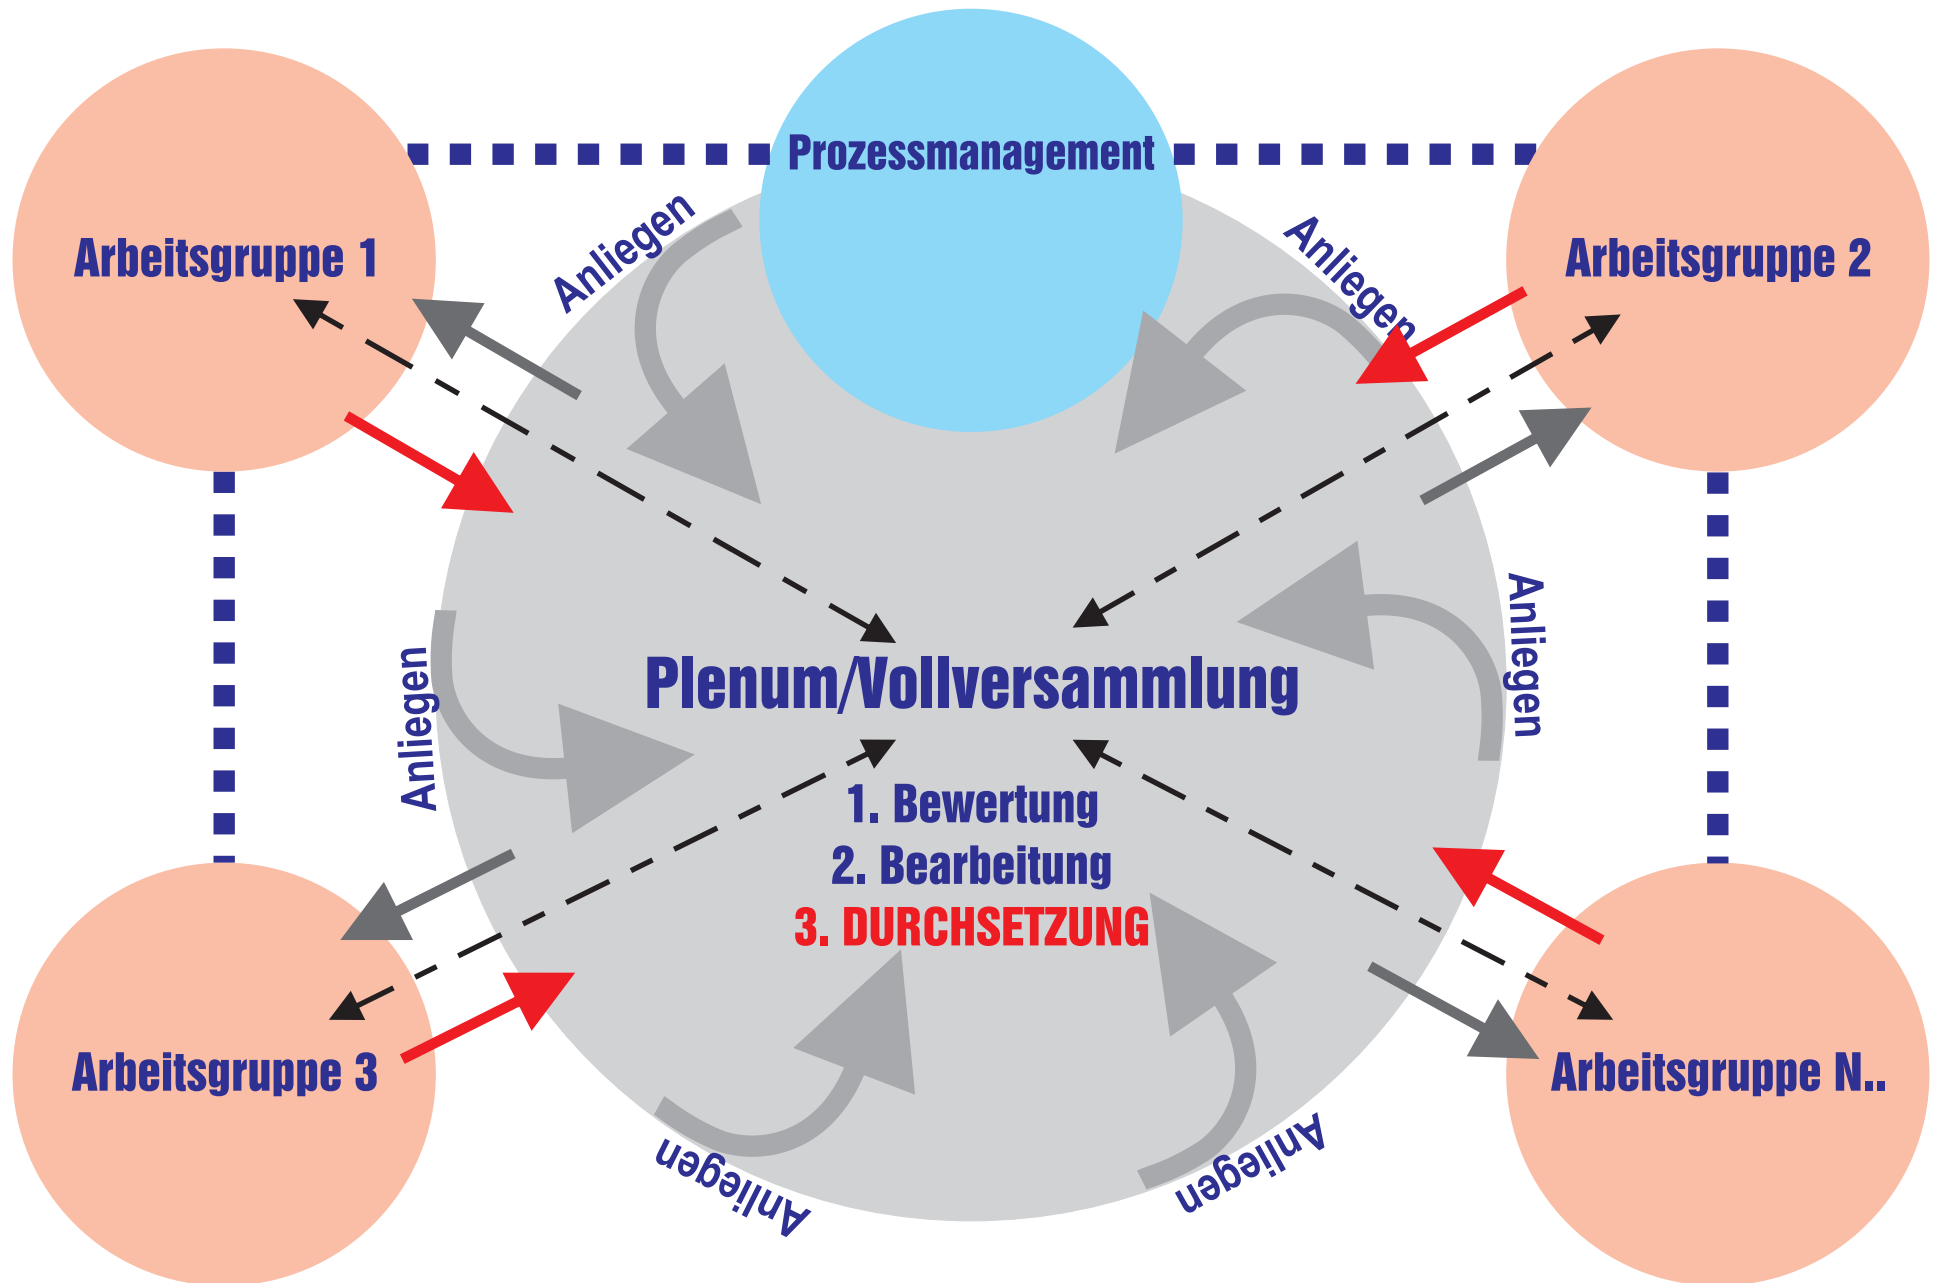 Prozessmanagement
Arbeitsgruppe 1
Anliegen
Anliegen
Arbeitsgruppe 2
Anliegen
Anliegen
Plenum/Vollversammlung
1. Bewertung
2. Bearbeitung
3. DURCHSETZUNG
Arbeitsgruppe 3
Arbeitsgruppe N..
Anliegen
Anliegen